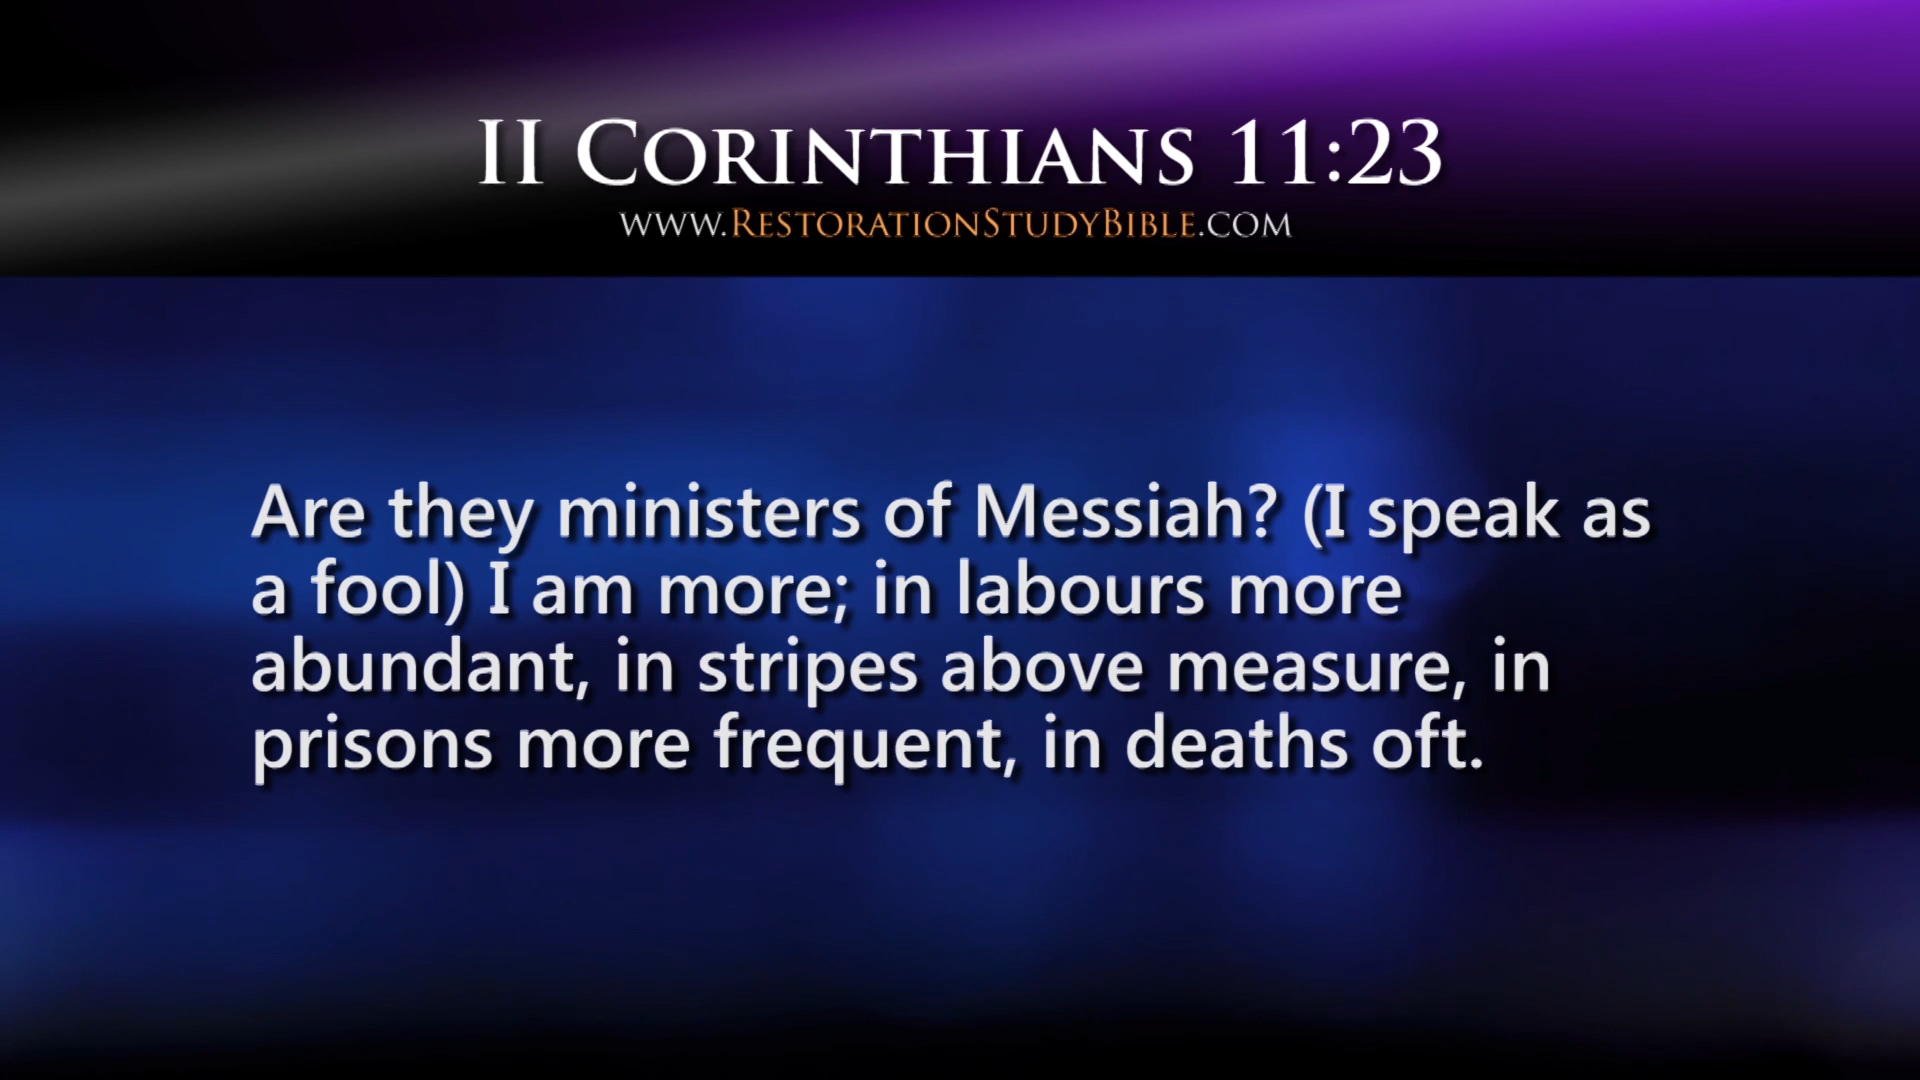 II Corinthians 11:23
www.RestorationStudyBible.com
Are they ministers of Messiah? (I speak as
a fool) I am more; in labours more
abundant, in stripes above measure, in
prisons more frequent, in deaths oft.